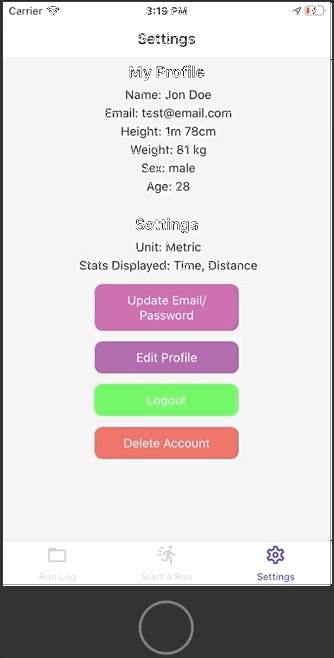 Carrier 3:19 PM
Settings
My Profile
Name: Jon Doe
Email: test@email.com
Height: 1m 78cm
Weight: 81 kg
Sex: male
Age: 28
Settings
Unit: Metric
Stats Displayed: Time, Distance
Update Email/
Password
Edit Profile
Logout
Delete Account
Run Log Start a Run Settings